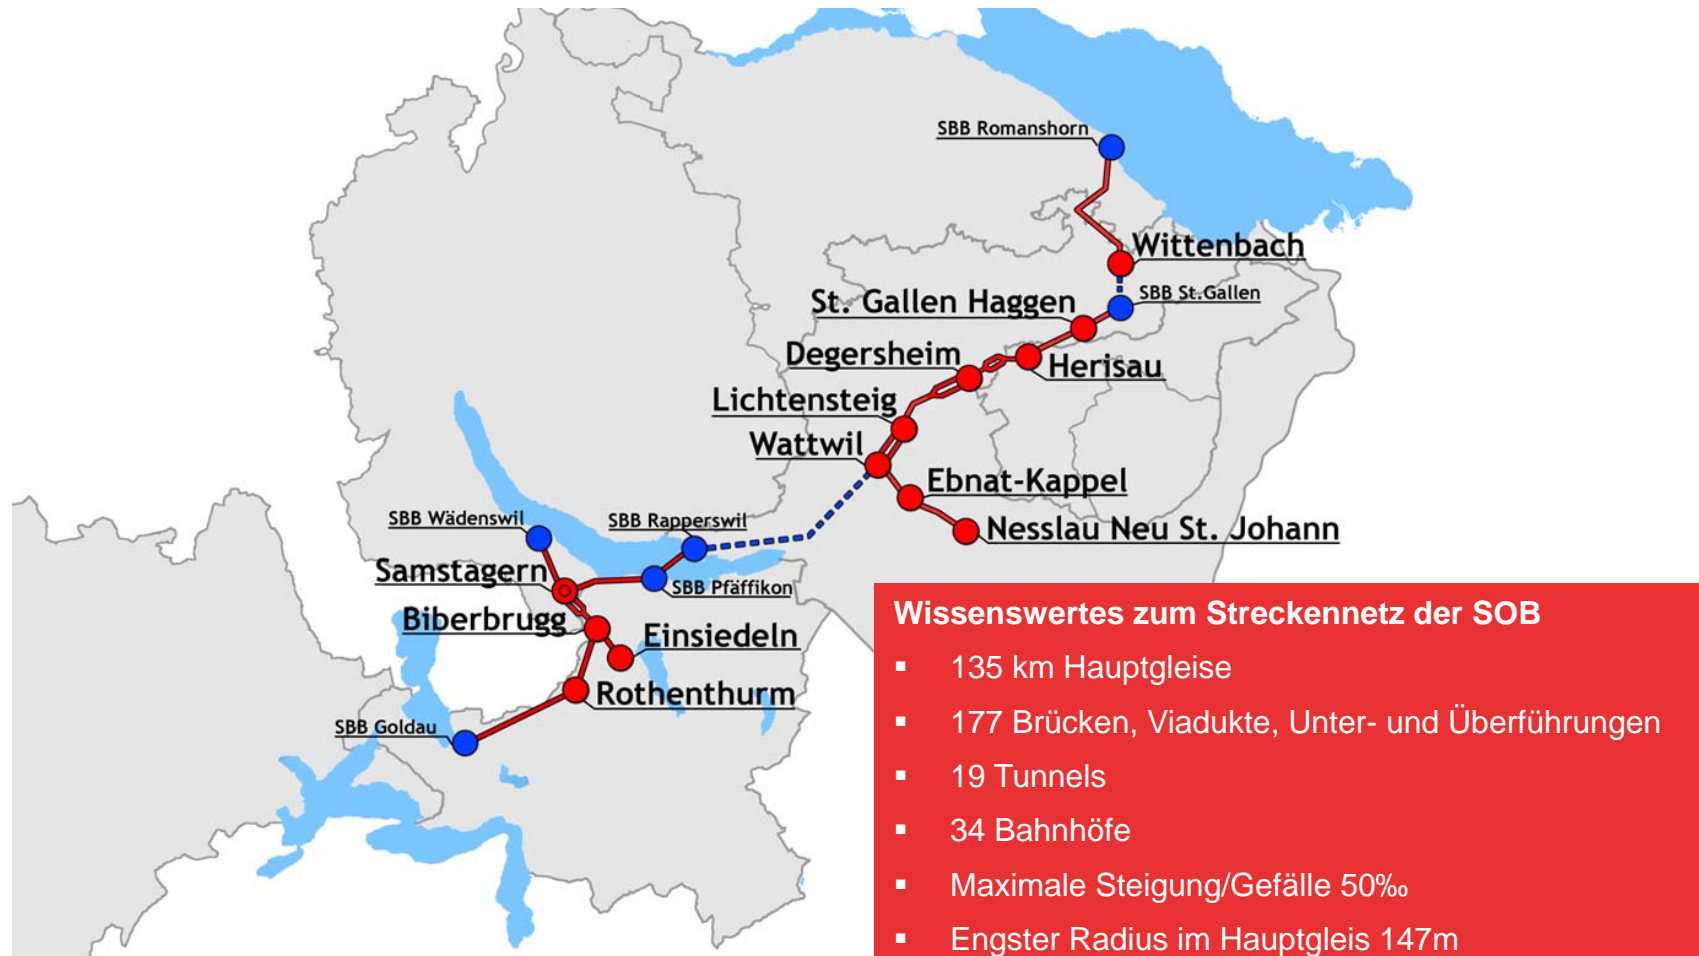 SBB Romanshorn
Wittenbach
SBB St.Gallen
St. Gallen Haggen
Degersheim
Herisau
Lichtensteig
Wattwil
Ebnat-Kappel
SBB Wädenswil
SBB Rapperswil
Nesslau Neu St. Johann
Samstagern
SBB Pfäffikon
Biberbrugg
Einsiedeln
Rothenthurm
SBB Goldau
Wissenswertes zum Streckennetz der SOB
▪ 135 km Hauptgleise
▪ 177 Brücken, Viadukte, Unter- und Überführungen
▪ 19 Tunnels
▪ 34 Bahnhöfe
▪ Maximale Steigung/Gefälle 50‰
▪ Engster Radius im Hauptgleis 147m